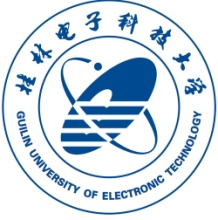 桂林电子科技大学
GUILIN UNIVERSITY OF ELECTRONIC TECHNOLOGY